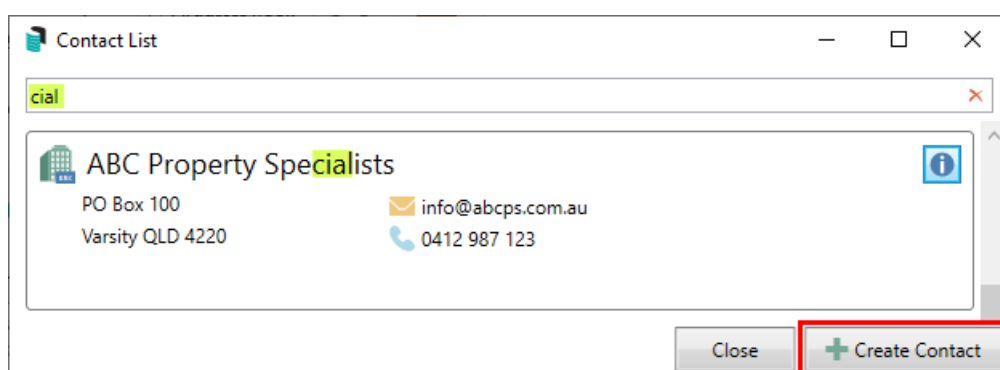 Contact List
cial
ABC Property Specialists
PO Box 100
info@abcps.com.au
Varsity QLD 4220
0412 987 123
Close
Create Contact